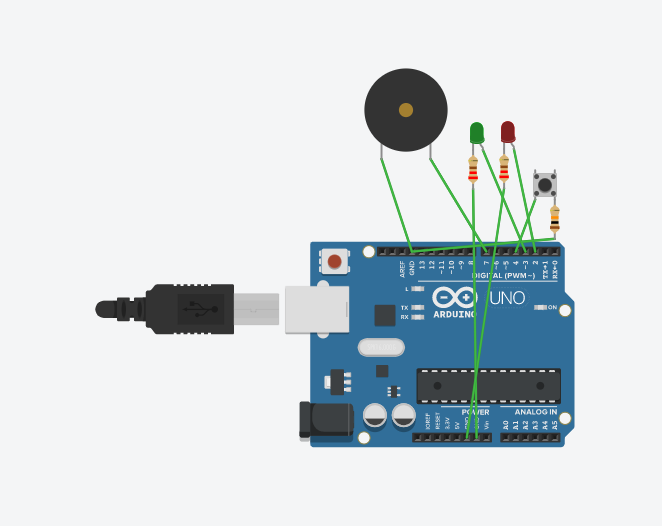 AREF
GND
13
12
~11
~10
~9
8
7
~6
~5
4
~3
2
TX→1
RX←0
DIGITAL (PWM ~)
L
TX
RX
UNO
ARDUINO
ON
POWER
ANALOG IN
IOREF
RESET
3.3V
5V
GND
Vin
A0
A1
A2
A3
A4
A5